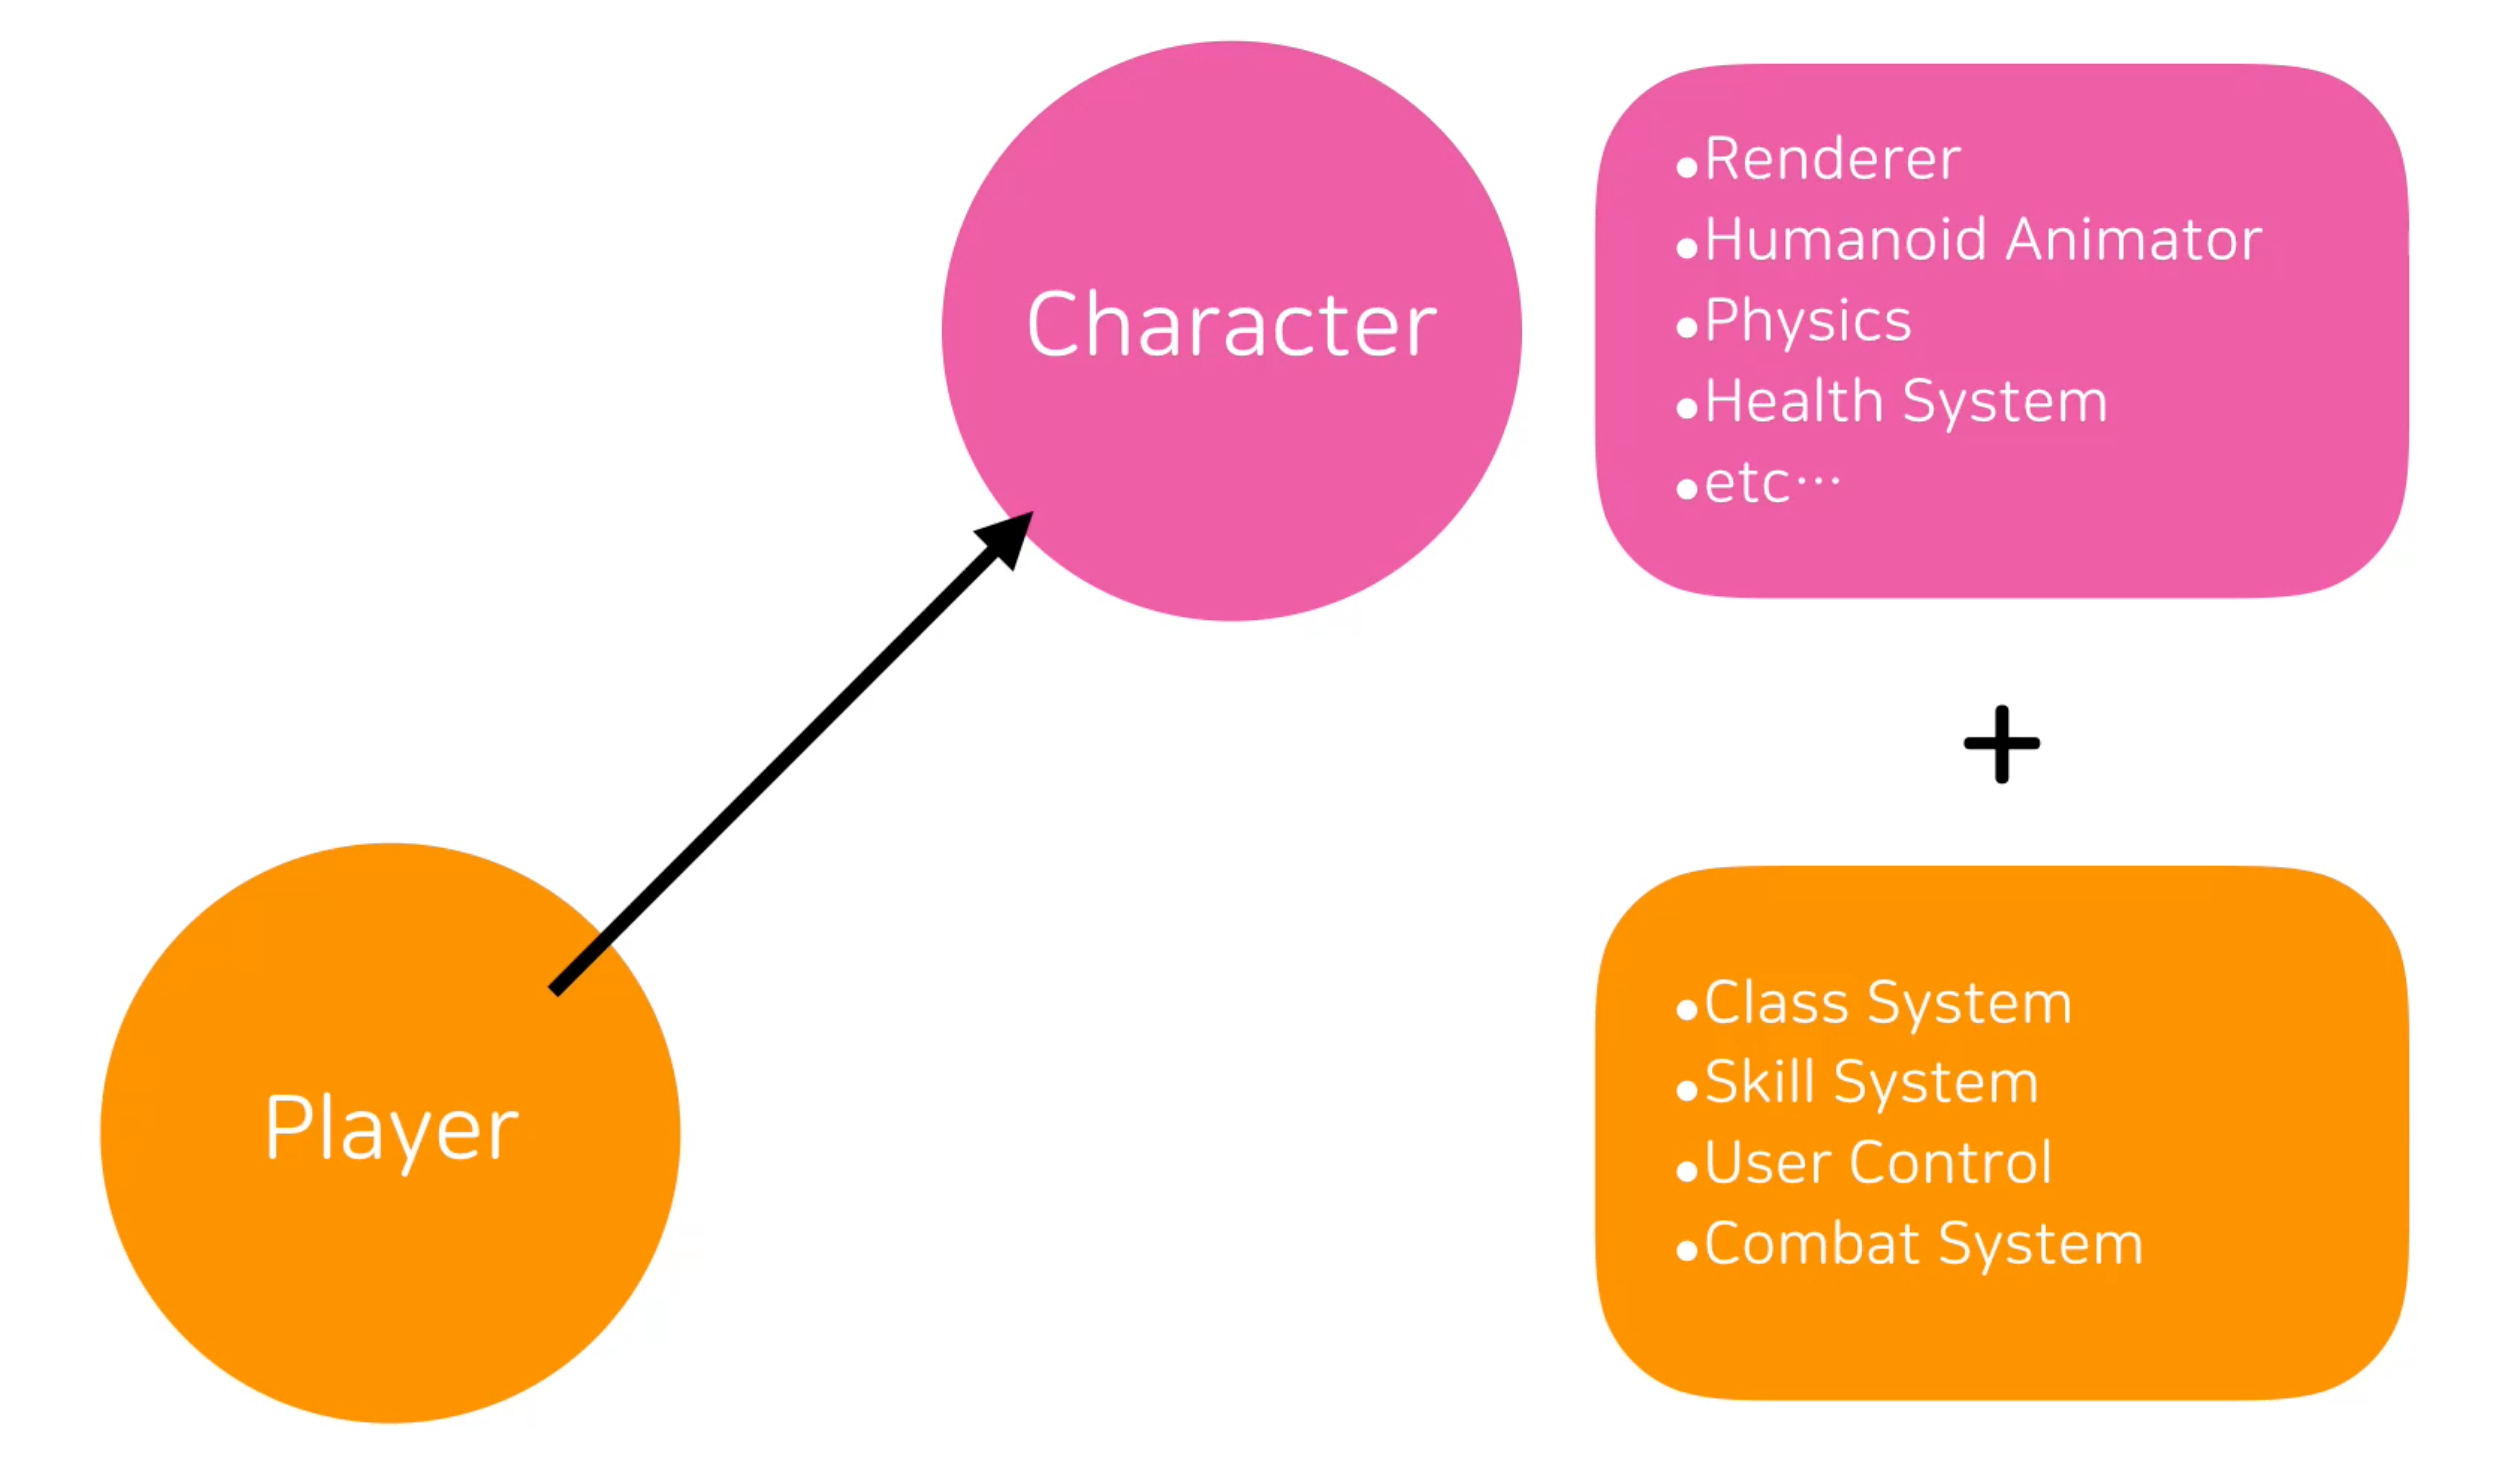 Character
•Renderer
•Humanoid Animator
•Physics
•Health System
•etc⋯
+
Player
•Class System
•Skill System
•User Control
•Combat System